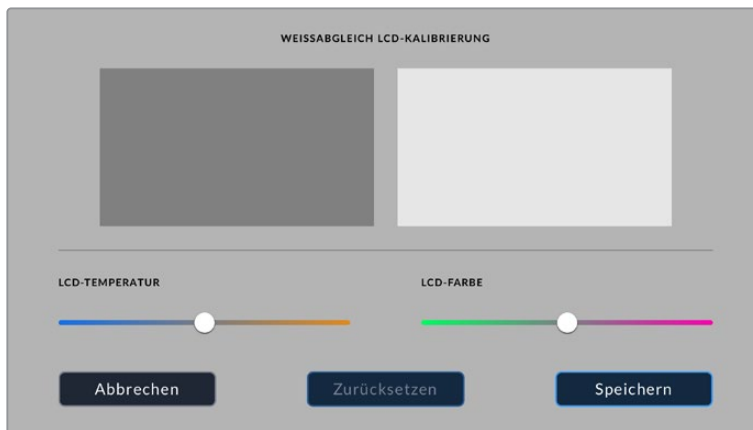 WEISSABGLEICH LCD-KALIBRIERUNG
LCD-TEMPERATUR
LCD-FARBE
Abbrechen
Zurücksetzen
Speichern